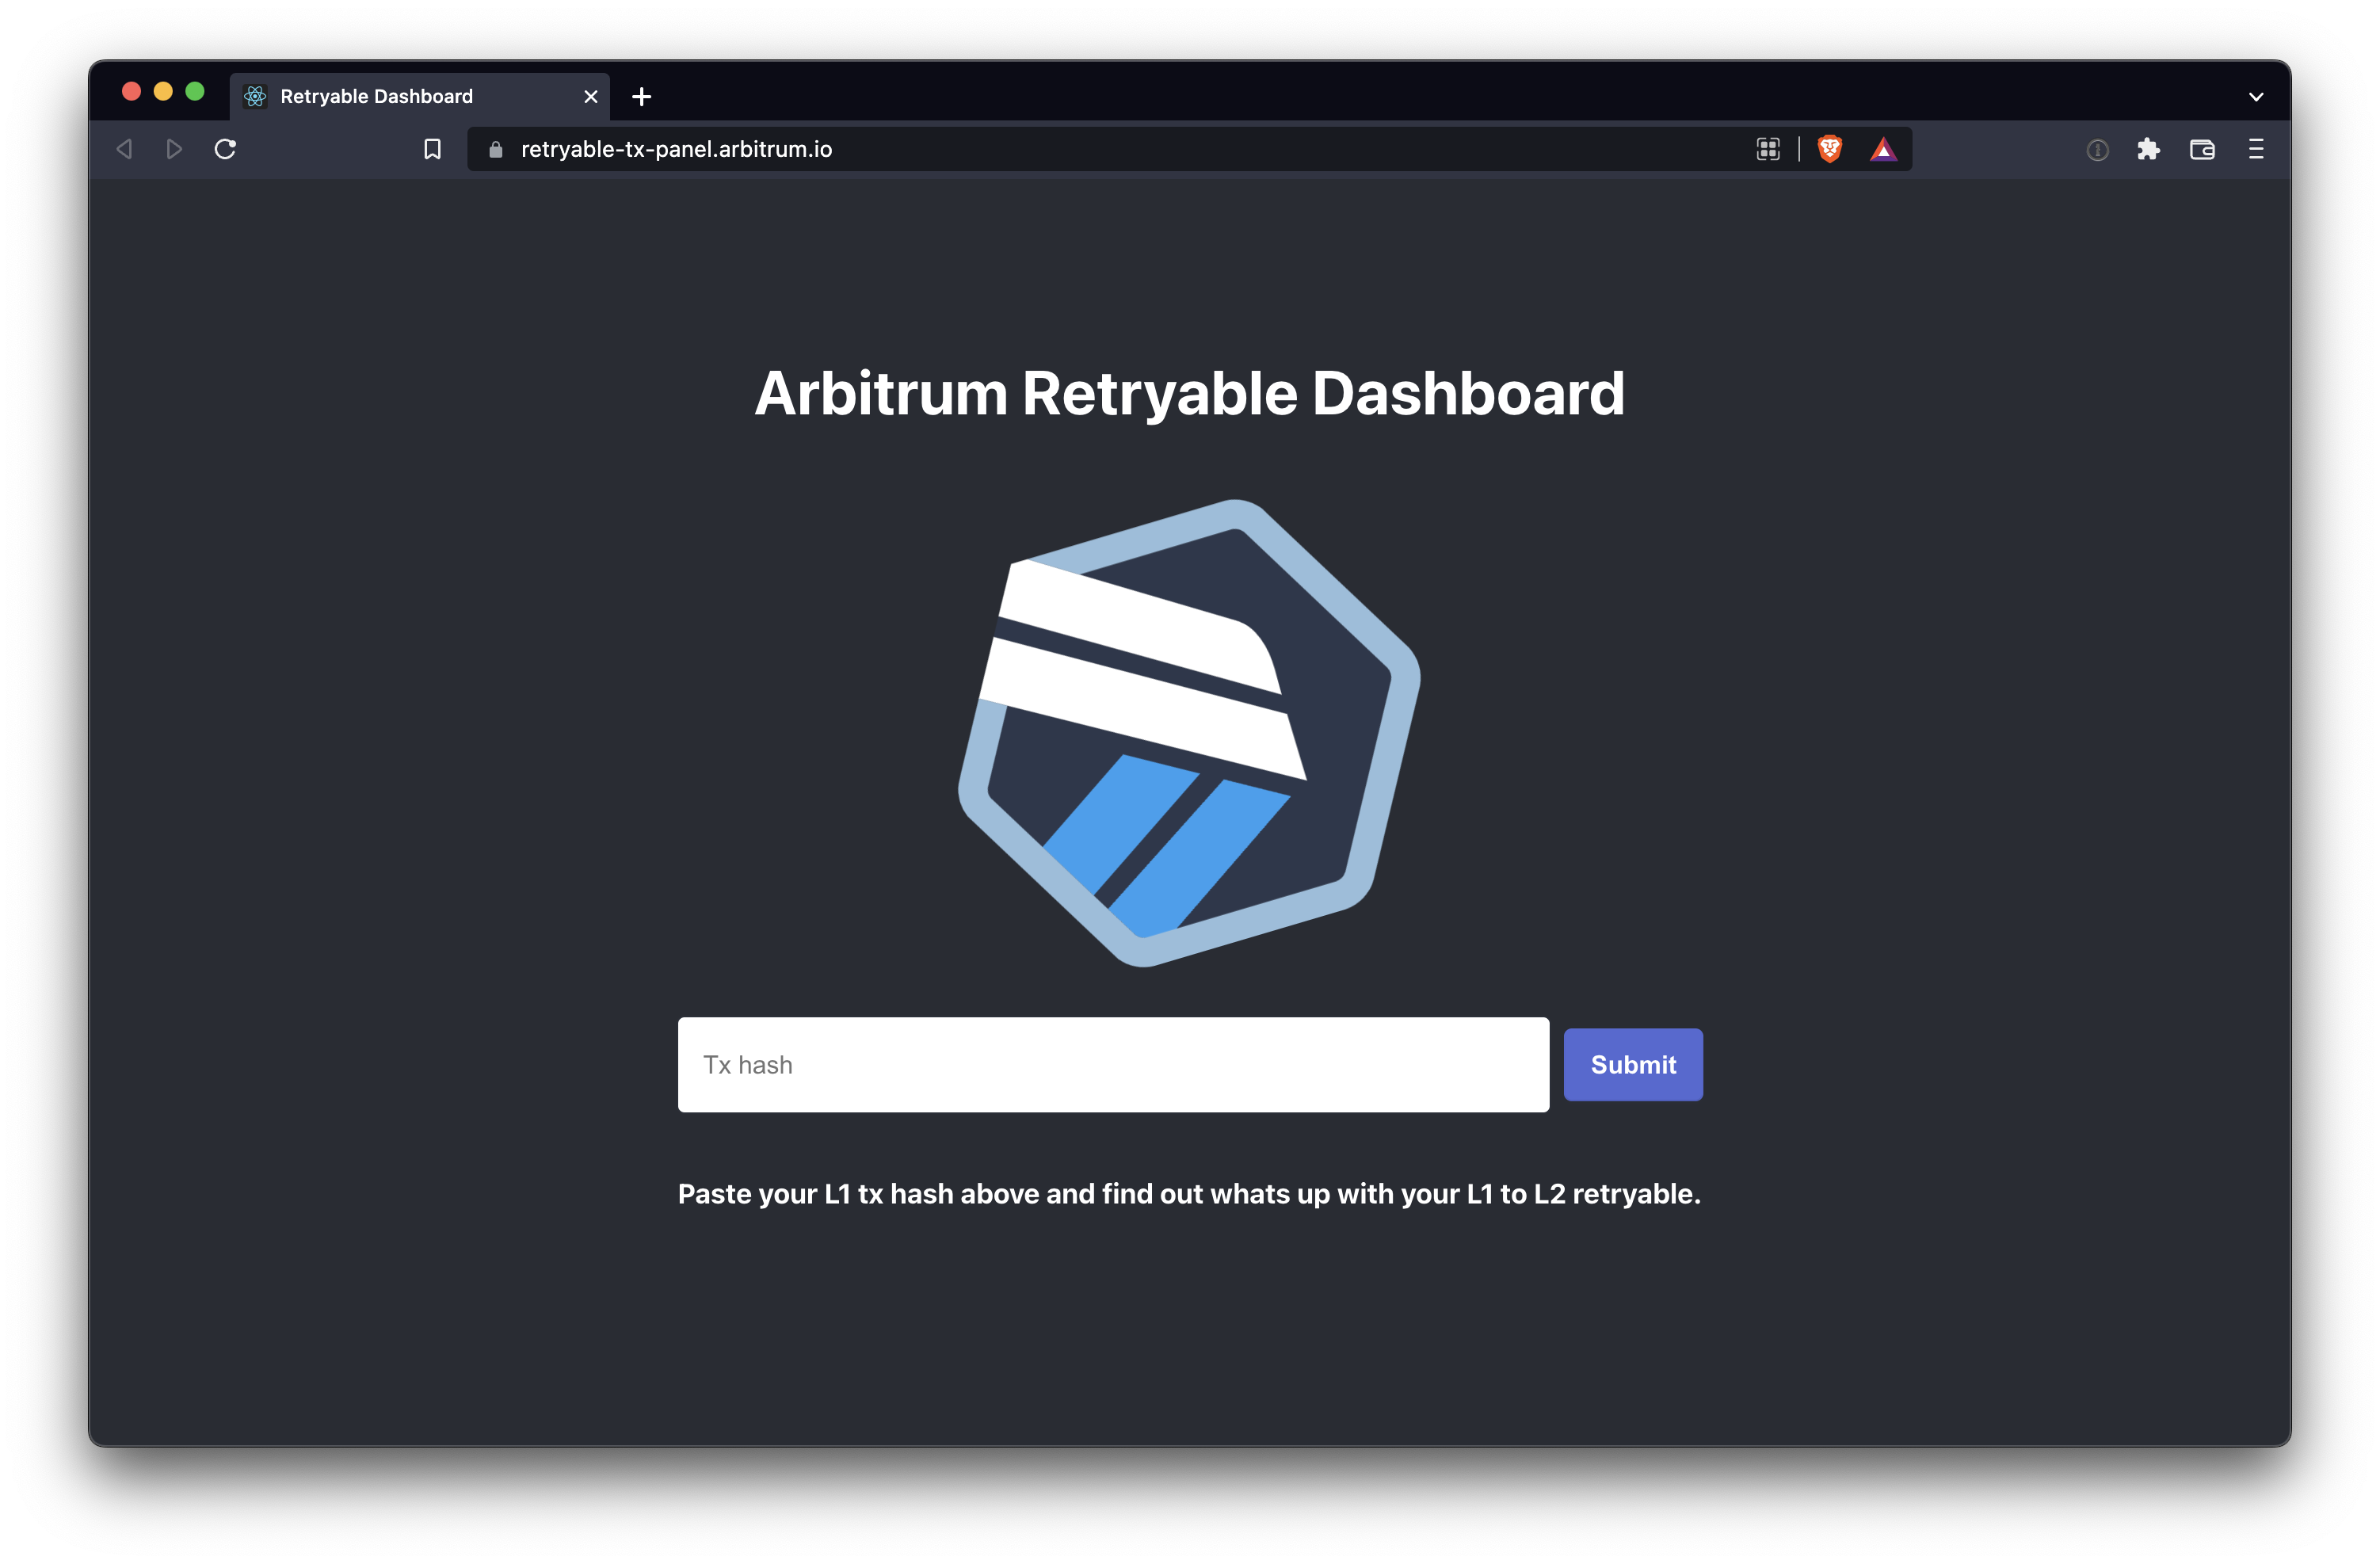 Retryable Dashboard
retryable-tx-panel.arbitrum.io
Arbitrum Retryable Dashboard
Tx hash
Submit
Paste your L1 tx hash above and find out whats up with your L1 to L2 retryable.